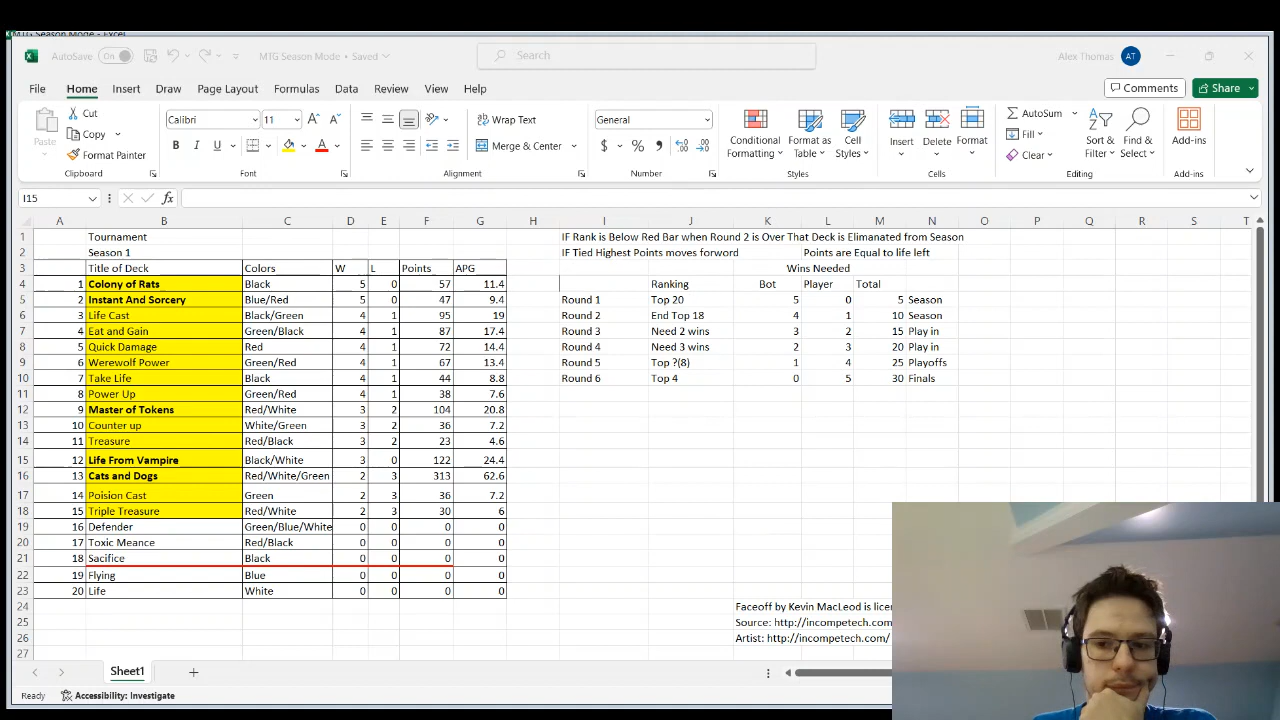 MTG Season Mode - Excel
AutoSave On MTG Season Mode • Saved Search Alex Thomas AT
File Home Insert Draw Page Layout Formulas Data Review View Help Comments Share
Paste Cut Copy Format Painter Calibri 11 B I U Wrap Text Merge & Center General $ % Conditional Formatting Format as Table Cell Styles Insert Delete Format AutoSum Fill Clear Sort & Filter Find & Select Add-ins
Clipboard Font Alignment Number Styles Cells Editing Add-ins
I15 fx
A B C D E F G H I J K L M N O P Q R S T
1 Tournament IF Rank is Below Red Bar when Round 2 is Over That Deck is Elimanated from Season
2 Season 1 IF Tied Highest Points moves forword Points are Equal to life left
3 Title of Deck Colors W L Points APG Wins Needed
4 1 Colony of Rats Black 5 0 57 11.4 Ranking Bot Player Total
5 2 Instant And Sorcery Blue/Red 5 0 47 9.4 Round 1 Top 20 5 0 5 Season
6 3 Life Cast Black/Green 4 1 95 19 Round 2 End Top 18 4 1 10 Season
7 4 Eat and Gain Green/Black 4 1 87 17.4 Round 3 Need 2 wins 3 2 15 Play in
8 5 Quick Damage Red 4 1 72 14.4 Round 4 Need 3 wins 2 3 20 Play in
9 6 Werewolf Power Green/Red 4 1 67 13.4 Round 5 Top ?(8) 1 4 25 Playoffs
10 7 Take Life Black 4 1 44 8.8 Round 6 Top 4 0 5 30 Finals
11 8 Power Up Green/Red 4 1 38 7.6
12 9 Master of Tokens Red/White 3 2 104 20.8
13 10 Counter up White/Green 3 2 36 7.2
14 11 Treasure Red/Black 3 2 23 4.6
15 12 Life From Vampire Black/White 3 0 122 24.4
16 13 Cats and Dogs Red/White/Green 2 3 313 62.6
17 14 Poision Cast Green 2 3 36 7.2
18 15 Triple Treasure Red/White 2 3 30 6
19 16 Defender Green/Blue/White 0 0 0 0
20 17 Toxic Meance Red/Black 0 0 0 0
21 18 Sacifice Black 0 0 0 0
22 19 Flying Blue 0 0 0 0
23 20 Life White 0 0 0 0
24 Faceoff by Kevin MacLeod is licen
25 Source: http://incompetech.com
26 Artist: http://incompetech.com/
27
Sheet1
Ready Accessibility: Investigate